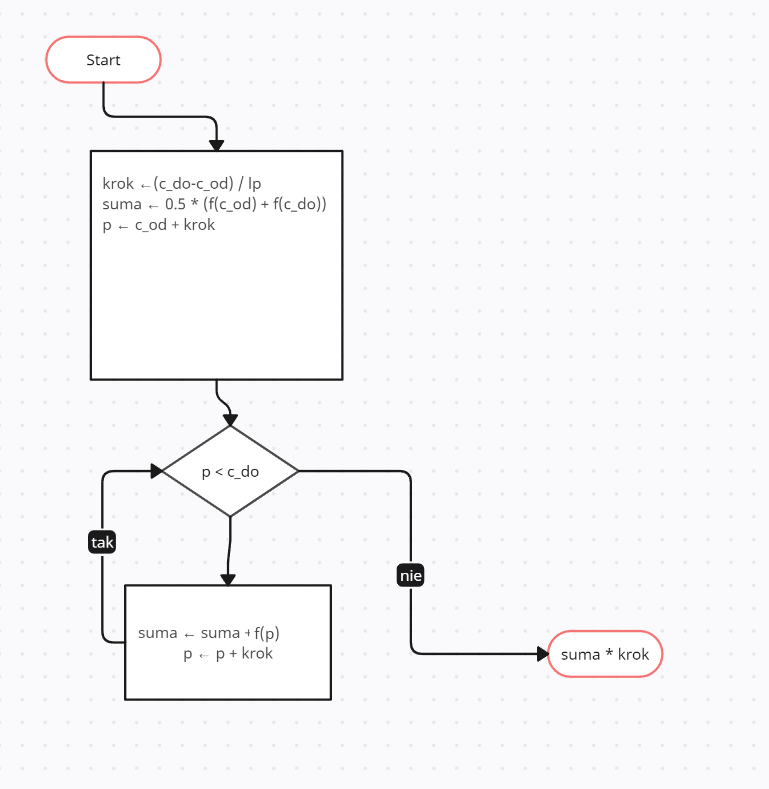 Start
krok ←(c_do-c_od) / lp
suma ← 0.5 * (f(c_od) + f(c_do))
p ← c_od + krok
p < c_do
tak
nie
suma ← suma + f(p)
p ← p + krok
suma * krok